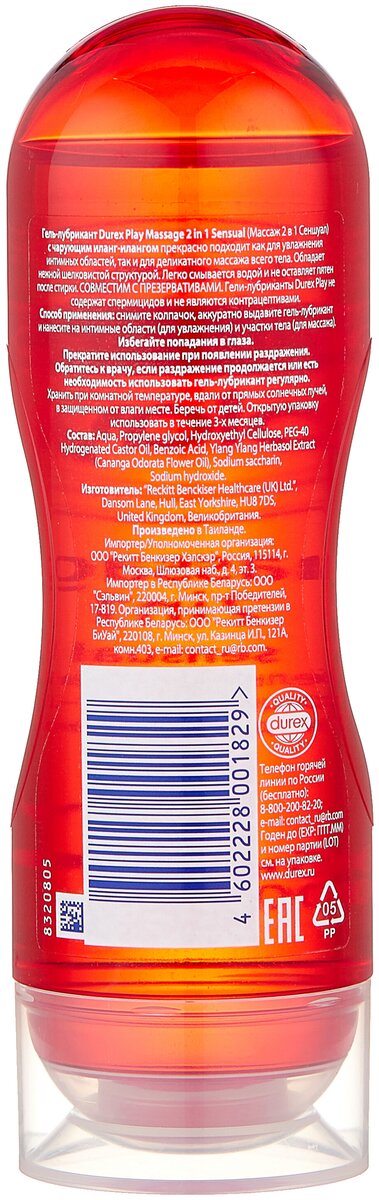 Гель-лубрикант Durex Play Massage 2 in 1 Sensual (Массаж 2 в 1 Сеншуал)
с чарующим иланг-илангом прекрасно подходит как для увлажнения
интимных областей, так и для деликатного массажа всего тела. Обладает
нежной шелковистой структурой. Легко смывается водой и не оставляет пятен
после стирки. СОВМЕСТИМ С ПРЕЗЕРВАТИВАМИ. Гели-лубриканты Durex Play не
содержат спермицидов и не являются контрацептивами.
Способ применения: снимите колпачок, аккуратно выдавите гель-лубрикант
и нанесите на интимные области (для увлажнения) и участки тела (для массажа).
Избегайте попадания в глаза.
Прекратите использование при появлении раздражения.
Обратитесь к врачу, если раздражение продолжается или есть
необходимость использовать гель-лубрикант регулярно.
Хранить при комнатной температуре, вдали от прямых солнечных лучей,
в защищенном от влаги месте. Беречь от детей. Открытую упаковку
использовать в течение 3-х месяцев.
Состав: Aqua, Propylene glycol, Hydroxyethyl Cellulose, PEG-40
Hydrogenated Castor Oil, Benzoic Acid, Ylang Ylang Herbasol Extract
(Cananga Odorata Flower Oil), Sodium saccharin,
Sodium hydroxide.
Изготовитель: "Reckitt Benckiser Healthcare (UK) Ltd.",
Dansom Lane, Hull, East Yorkshire, HU8 7DS,
United Kingdom, Великобритания.
Произведено в Таиланде.
Импортер/Уполномоченная организация:
ООО "Рекитт Бенкизер Хэлскэр", Россия, 115114, г.
Москва, Шлюзовая наб., д. 4, эт. 3.
Импортер в Республике Беларусь: ООО
"Сэльвин", 220004, г. Минск, пр-т Победителей,
17-819. Организация, принимающая претензии в
Республике Беларусь: ООО "Рекитт Бенкизер
БиУай", 220108, г. Минск, ул. Казинца И.П., 121А,
комн.403, e-mail: contact_ru@rb.com
4 602228 001829 >
8320805
QUALITY
durex
QUALITY
Телефон горячей
линии по России
(бесплатно):
8-800-200-82-20;
e-mail: contact_ru@rb.com
Годен до (EXP: ГГГГ.ММ)
и номер партии (LOT)
см. на упаковке.
www.durex.ru
EAC
05
PP